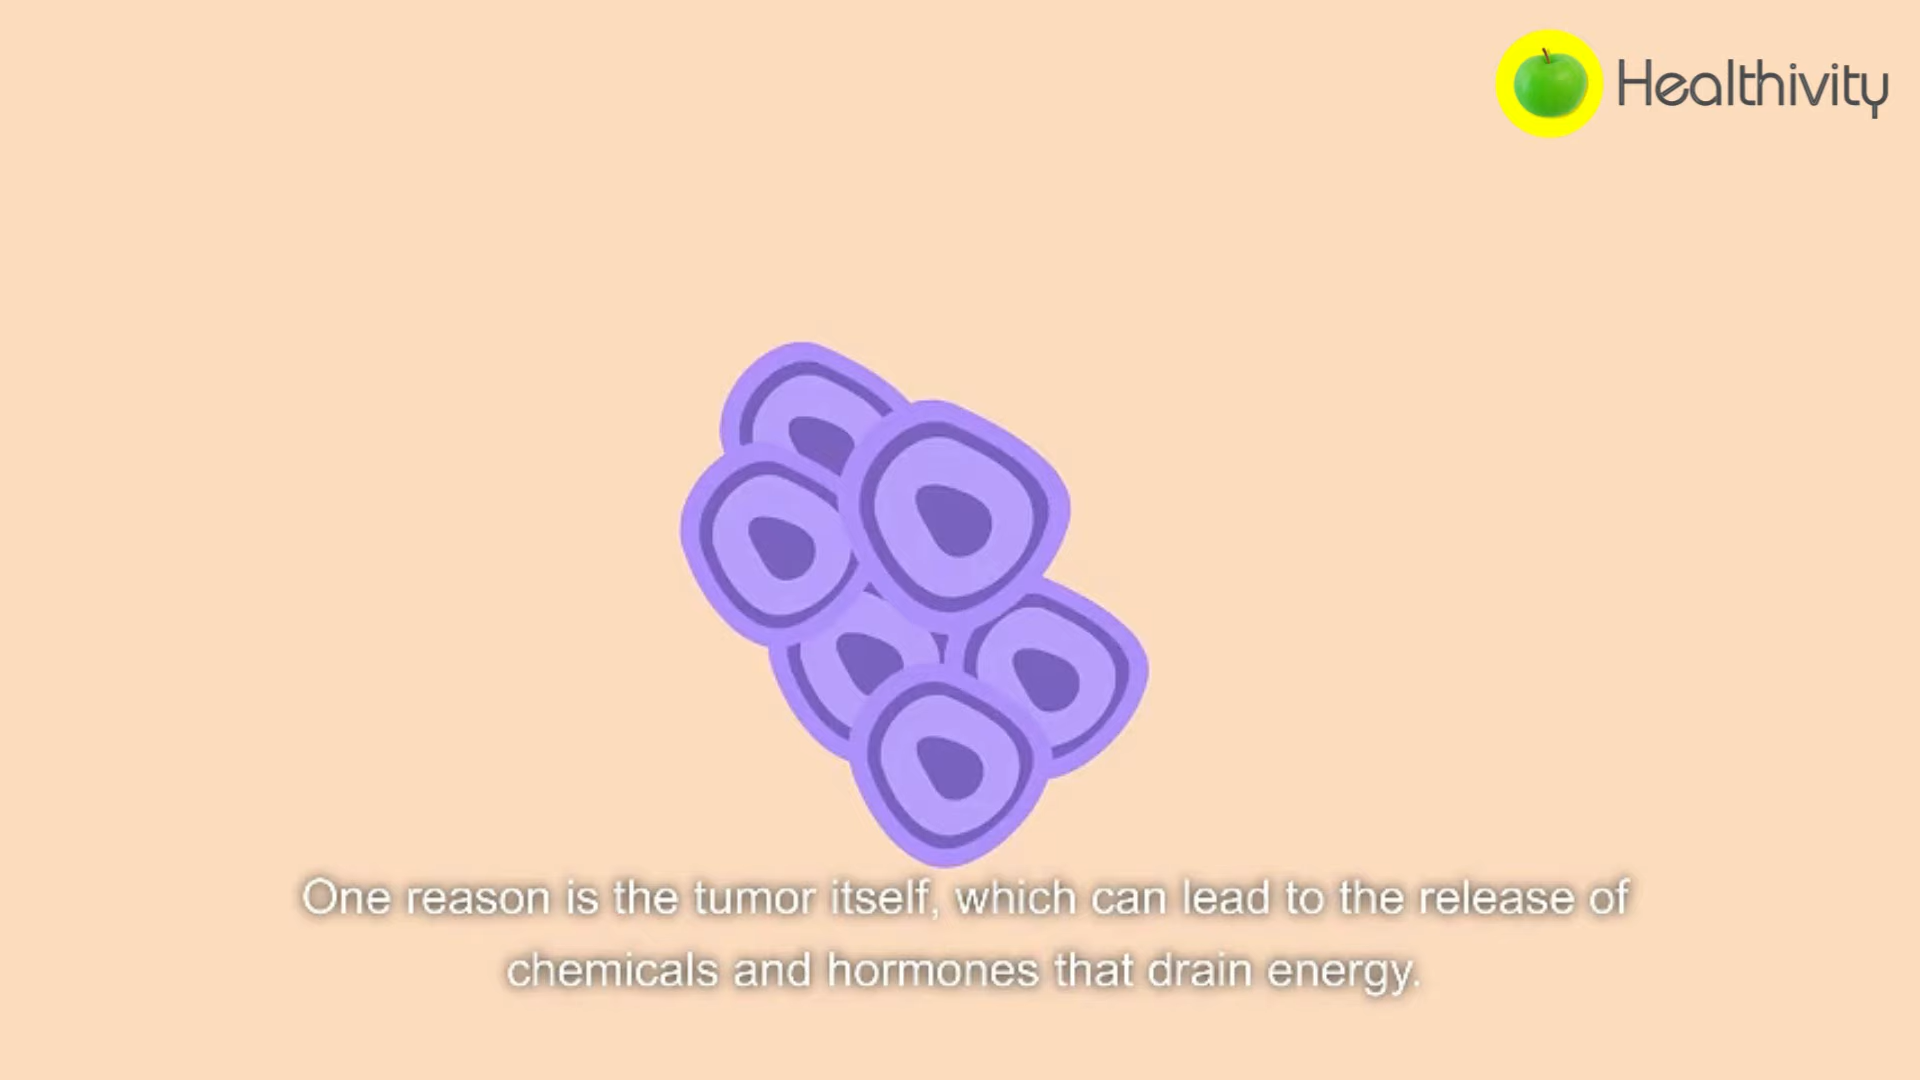 Healthivity
One reason is the tumor itself, which can lead to the release of
chemicals and hormones that drain energy.